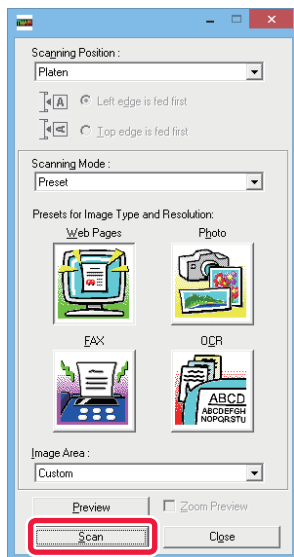 Scanning Position :
Platen
A Left edge is fed first
A Top edge is fed first
Scanning Mode :
Preset
Presets for Image Type and Resolution:
Web Pages Photo
FAX OCR
ABCD
ABCDEFGH
NOPQRSTU
Image Area :
Custom
Preview Zoom Preview
Scan Close